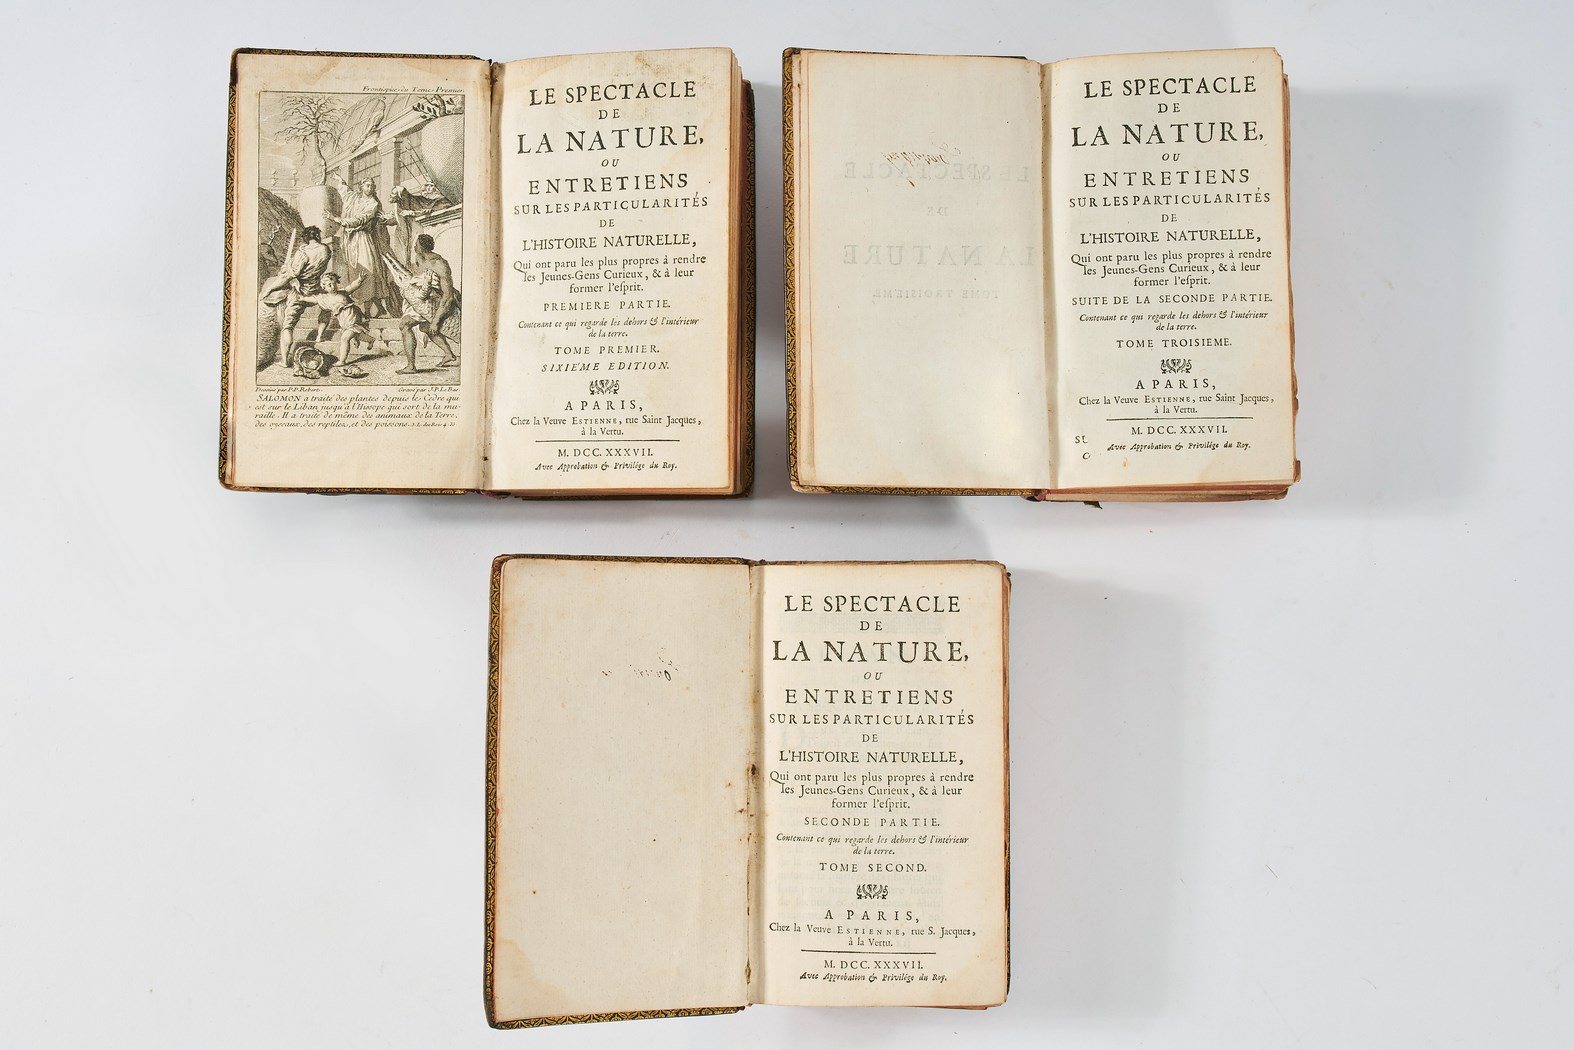 Frontispice du Tome Premier.
Dessiné par P.P. Robert. Gravé par J.P. Le Bas.
SALOMON a traité des plantes depuis le Cedre qui
est sur le Liban jusqu'à l'Hissope qui sort de la mu-
raille. Il a traité de même des animaux de la Terre,
des oyseaux, des reptiles, et des poissons.
LE SPECTACLE
DE
LA NATURE,
OU
ENTRETIENS
SUR LES PARTICULARITÉS
DE
L'HISTOIRE NATURELLE,
Qui ont paru les plus propres à rendre
les Jeunes-Gens Curieux, & à leur
former l'eſprit.
PREMIERE PARTIE.
Contenant ce qui regarde les dehors & l'intérieur
de la terre.
TOME PREMIER.
SIXIÉME EDITION.
A PARIS,
Chez la Veuve ESTIENNE, rue Saint Jacques,
à la Vertu.
M. DCC. XXXVII.
Avec Approbation & Privilége du Roy.
LE SPECTACLE
DE
LA NATURE
TOME TROISIEME.
LE SPECTACLE
DE
LA NATURE,
OU
ENTRETIENS
SUR LES PARTICULARITÉS
DE
L'HISTOIRE NATURELLE,
Qui ont paru les plus propres à rendre
les Jeunes-Gens Curieux, & à leur
former l'eſprit.
SUITE DE LA SECONDE PARTIE.
Contenant ce qui regarde les dehors & l'intérieur
de la terre.
TOME TROISIEME.
A PARIS,
Chez la Veuve ESTIENNE, rue Saint Jacques,
à la Vertu.
M. DCC. XXXVII.
Avec Approbation & Privilége du Roy.
LE SPECTACLE
DE
LA NATURE,
OU
ENTRETIENS
SUR LES PARTICULARITÉS
DE
L'HISTOIRE NATURELLE,
Qui ont paru les plus propres à rendre
les Jeunes-Gens Curieux, & à leur
former l'eſprit.
SECONDE PARTIE.
Contenant ce qui regarde les dehors & l'intérieur
de la terre.
TOME SECOND.
A PARIS,
Chez la Veuve ESTIENNE, rue S. Jacques,
à la Vertu.
M. DCC. XXXVII.
Avec Approbation & Privilége du Roy.